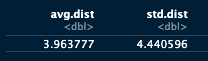 avg.dist std.dist
<dbl> <dbl>
3.963777 4.440596